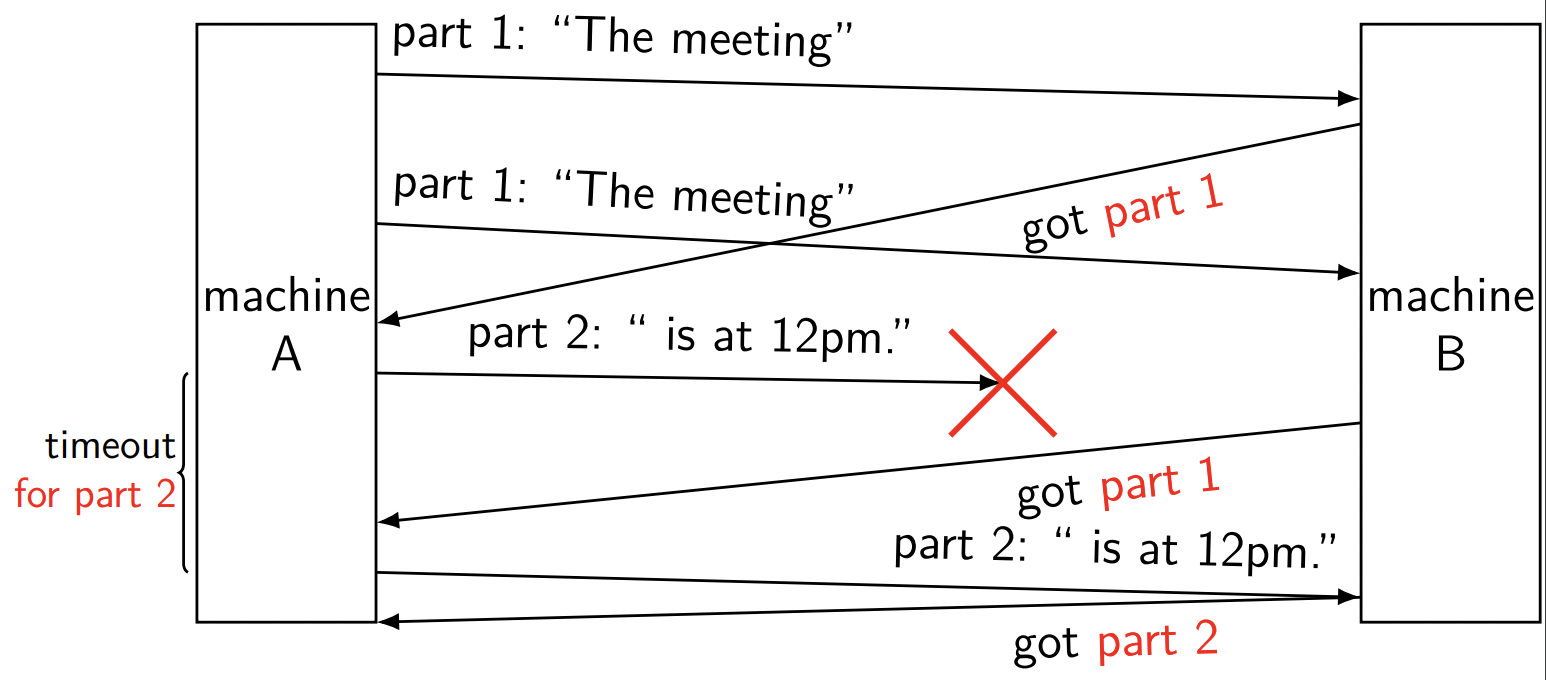 part 1: “The meeting”
part 1: “The meeting”
got part 1
machine
A
machine
B
part 2: “ is at 12pm.”
timeout
for part 2
got part 1
part 2: “ is at 12pm.”
got part 2